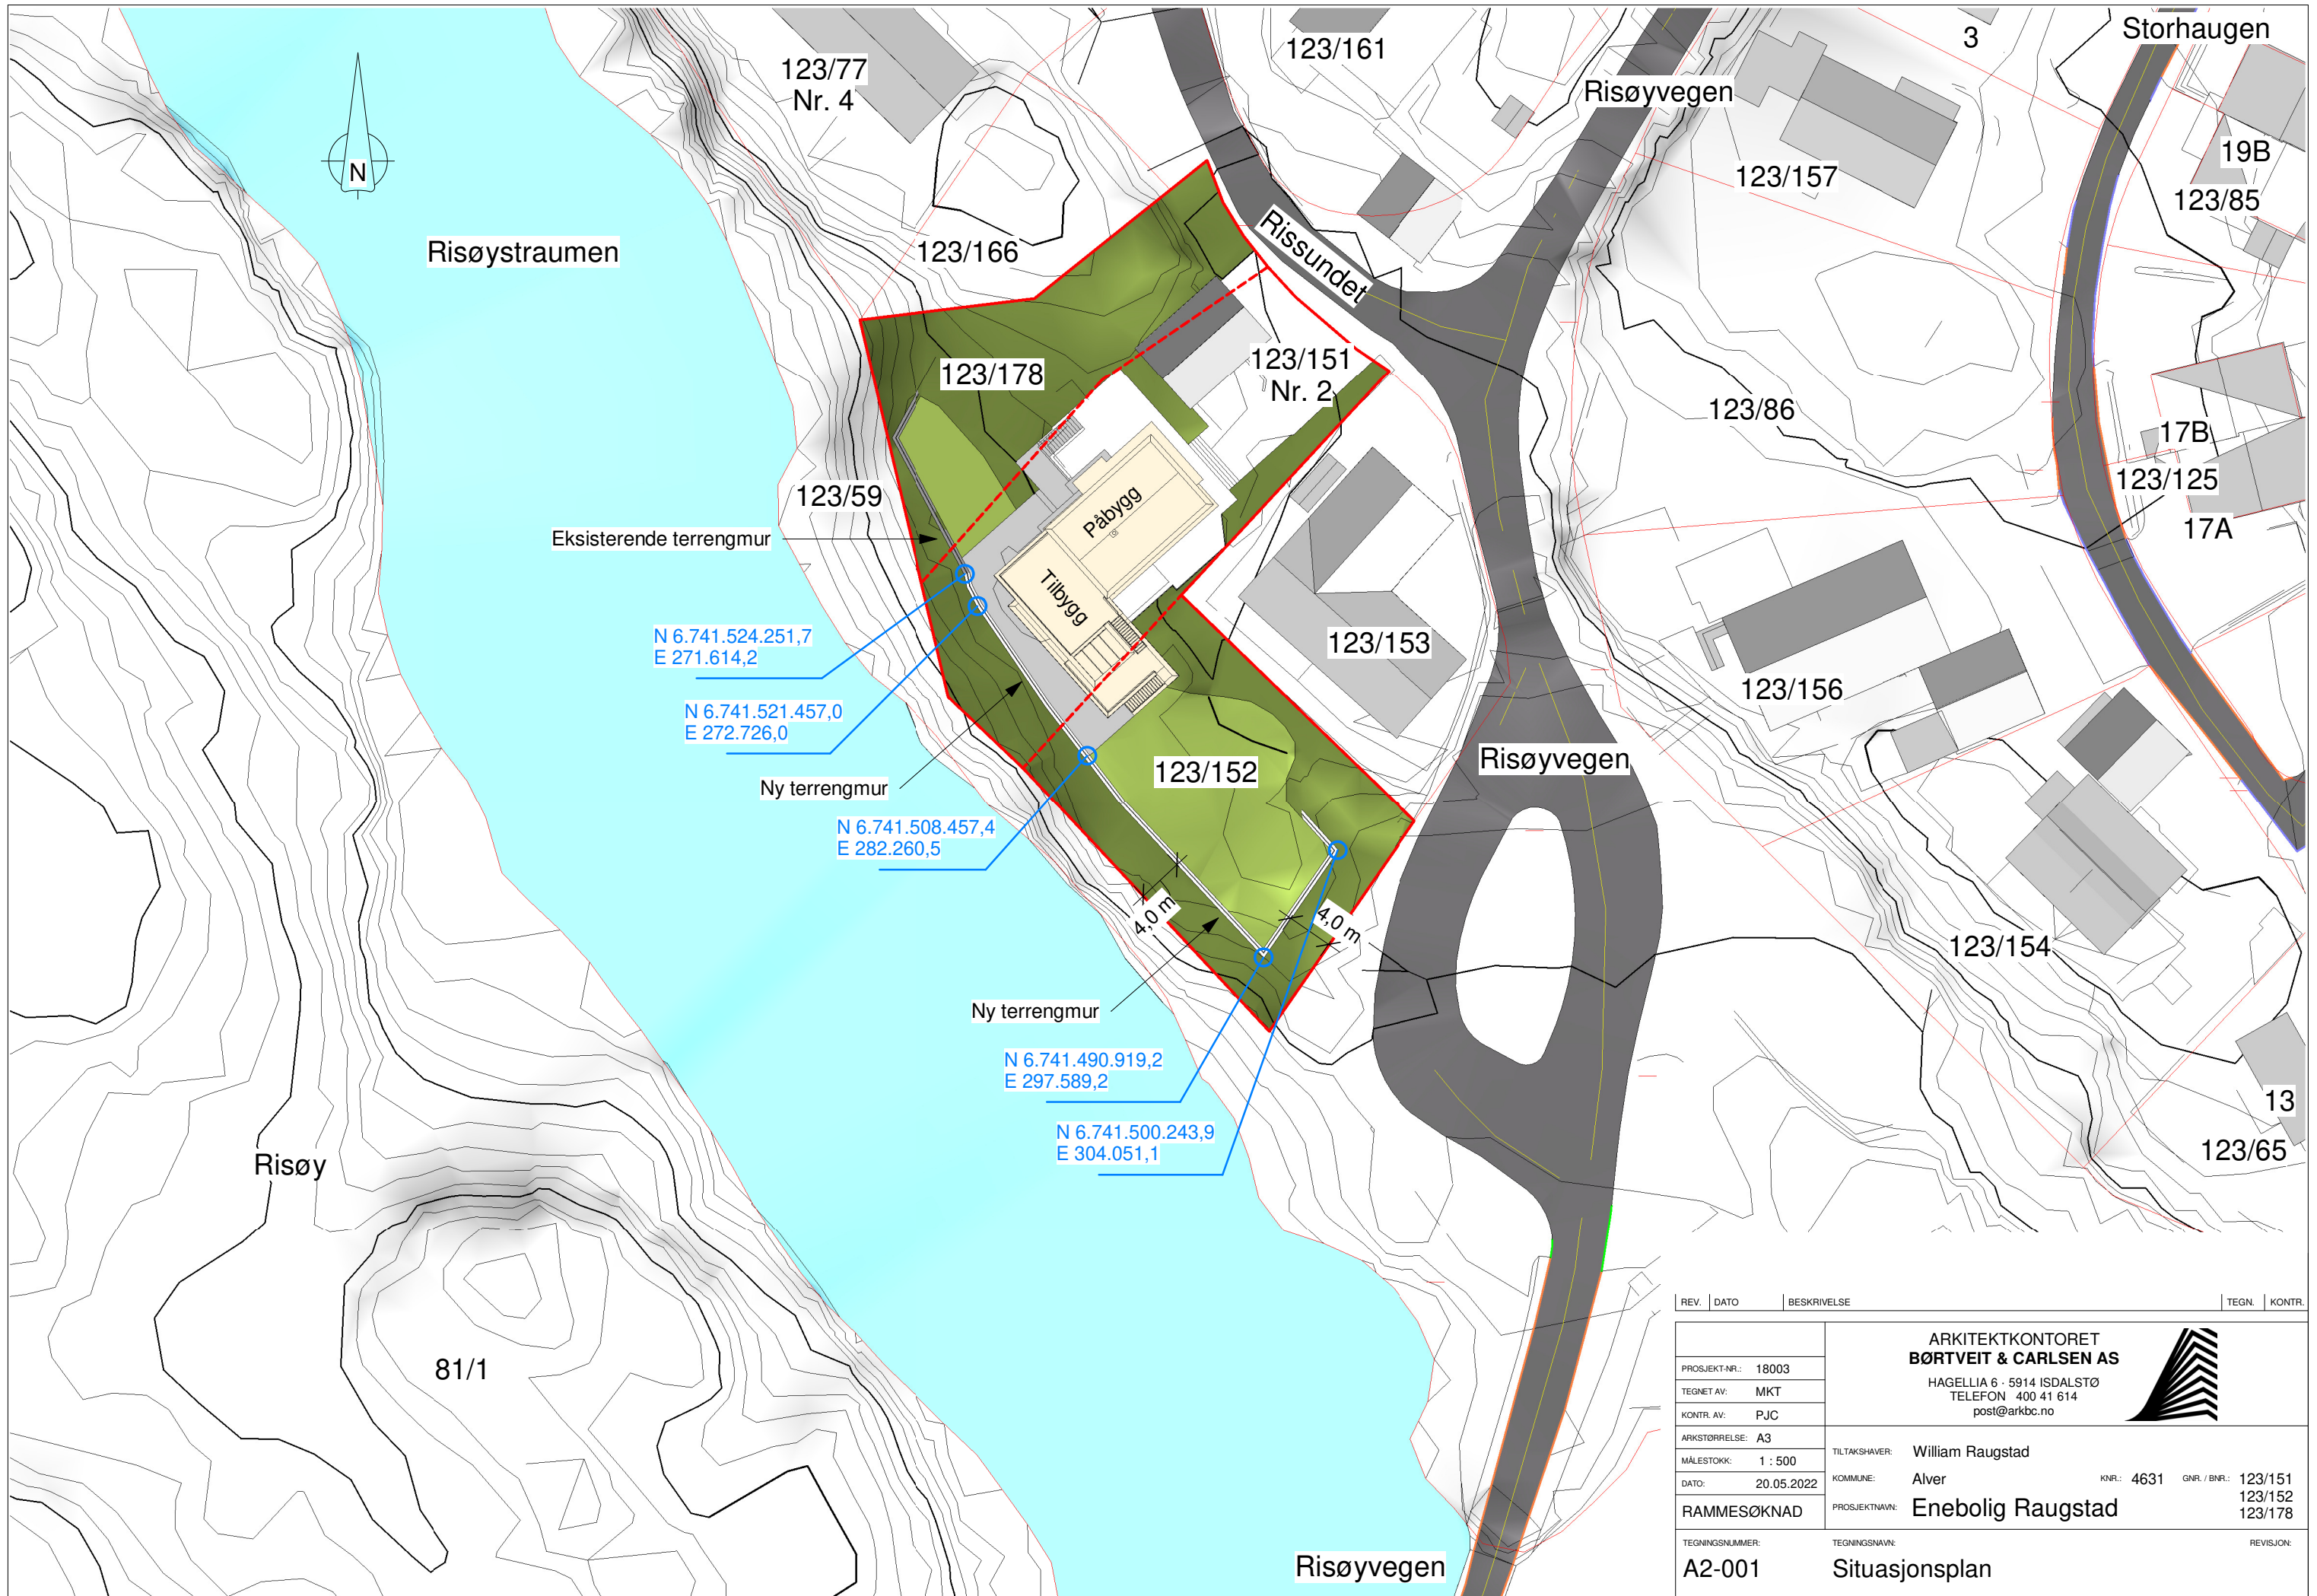 Storhaugen
3
123/161
123/77
Nr. 4
Risøyvegen
19B
123/85
123/157
N
Risøystraumen
123/166
Rissundet
123/178
123/151
Nr. 2
123/86
17B
123/125
17A
123/59
Påbygg
Eksisterende terrengmur
Tilbygg
N 6.741.524.251,7
E 271.614,2
123/153
123/156
N 6.741.521.457,0
E 272.726,0
Risøyvegen
123/152
Ny terrengmur
N 6.741.508.457,4
E 282.260,5
4,0 m
4,0 m
123/154
Ny terrengmur
N 6.741.490.919,2
E 297.589,2
13
N 6.741.500.243,9
E 304.051,1
123/65
Risøy
81/1
Risøyvegen
REV. DATO BESKRIVELSE TEGN. KONTR.
ARKITEKTKONTORET
BØRTVEIT & CARLSEN AS
HAGELLIA 6 · 5914 ISDALSTØ
TELEFON 400 41 614
post@arkbc.no
PROSJEKT-NR.: 18003
TEGNET AV: MKT
KONTR. AV: PJC
ARKSTØRRELSE: A3
MÅLESTOKK: 1 : 500
DATO: 20.05.2022
RAMMESØKNAD
TILTAKSHAVER: William Raugstad
KOMMUNE: Alver KNR.: 4631 GNR. / BNR.: 123/151
123/152
PROSJEKTNAVN: Enebolig Raugstad 123/178
TEGNINGSNUMMER: TEGNINGSNAVN: REVISJON:
A2-001 Situasjonsplan